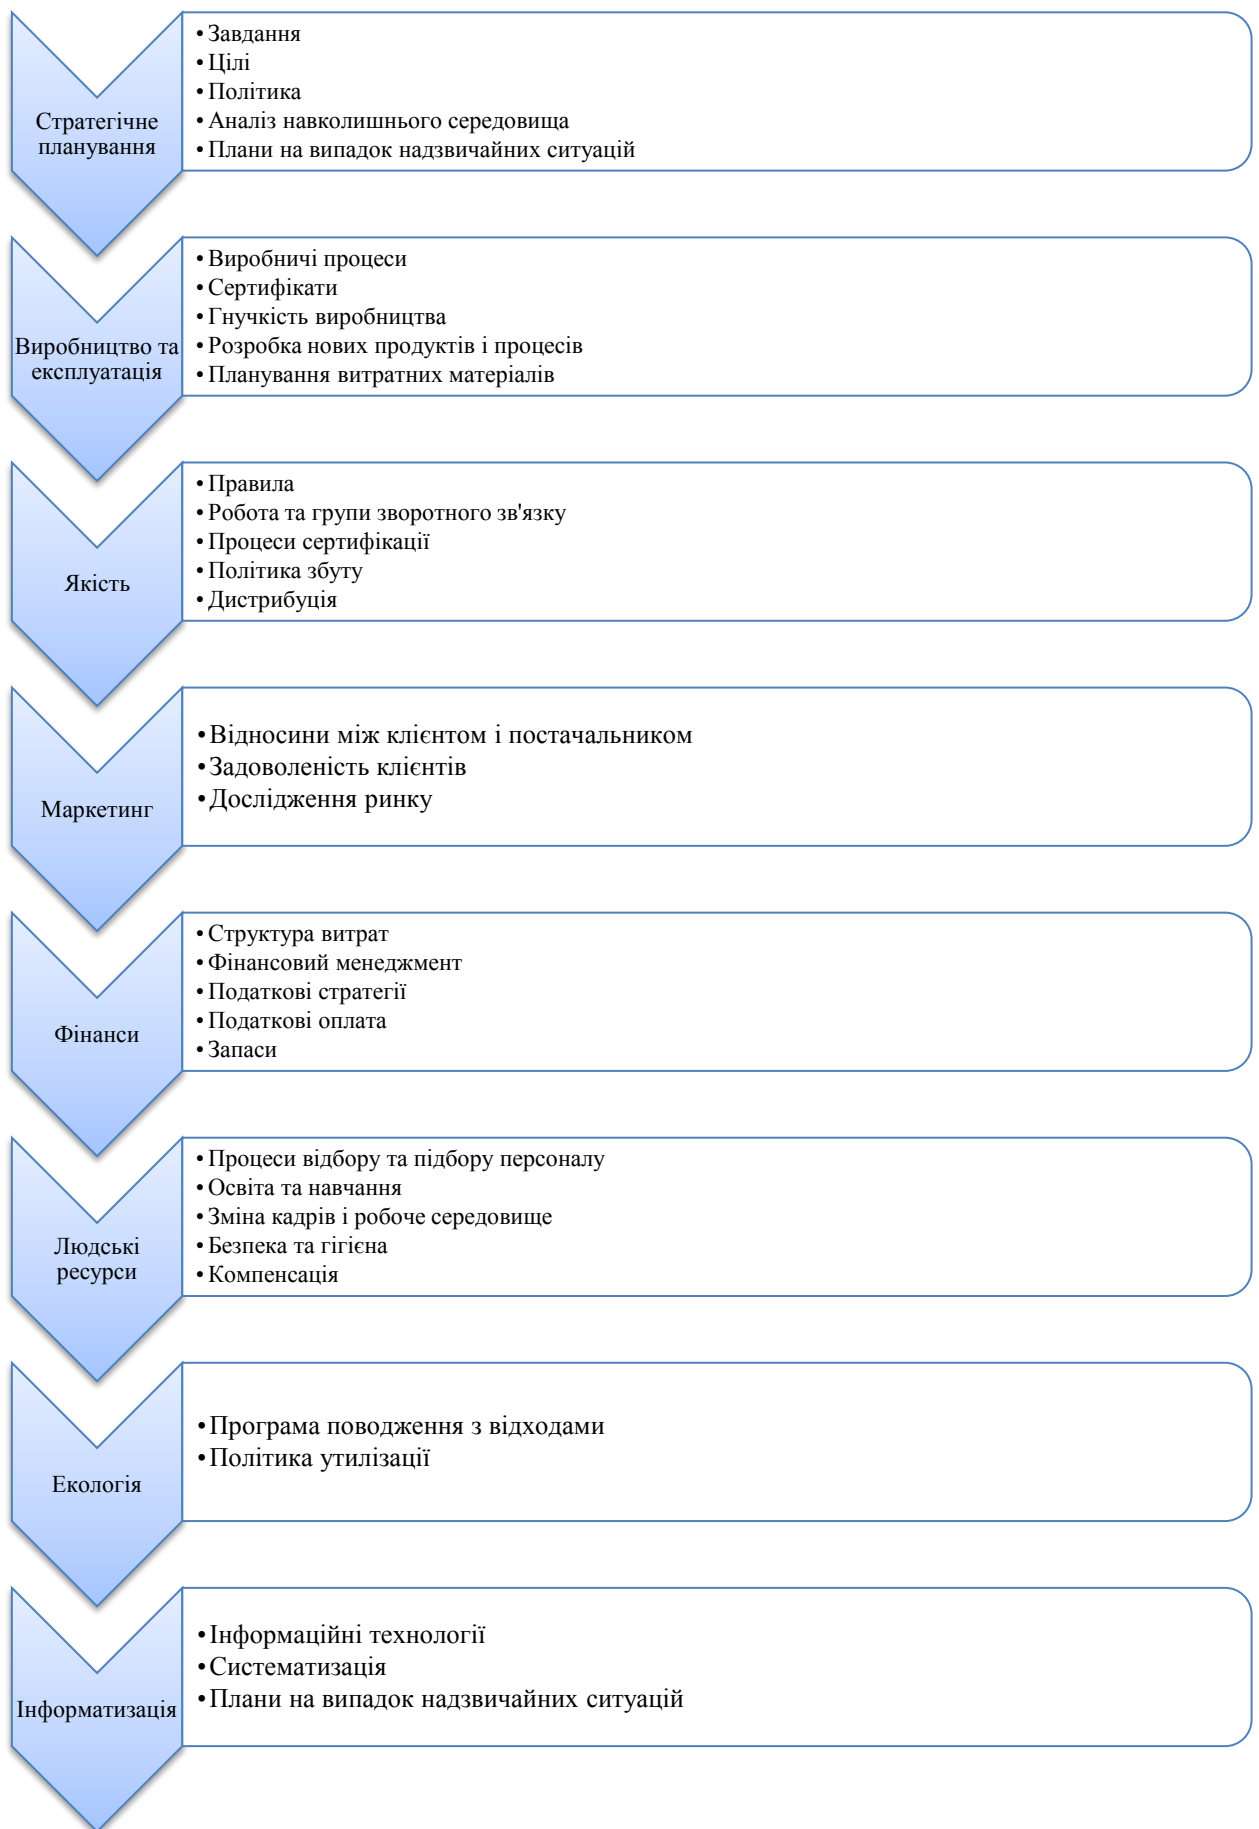 Стратегічне
планування
• Завдання
• Цілі
• Політика
• Аналіз навколишнього середовища
• Плани на випадок надзвичайних ситуацій
Виробництво та
експлуатація
• Виробничі процеси
• Сертифікати
• Гнучкість виробництва
• Розробка нових продуктів і процесів
• Планування витратних матеріалів
Якість
• Правила
• Робота та групи зворотного зв'язку
• Процеси сертифікації
• Політика збуту
• Дистрибуція
Маркетинг
• Відносини між клієнтом і постачальником
• Задоволеність клієнтів
• Дослідження ринку
Фінанси
• Структура витрат
• Фінансовий менеджмент
• Податкові стратегії
• Податкові оплата
• Запаси
Людські
ресурси
• Процеси відбору та підбору персоналу
• Освіта та навчання
• Зміна кадрів і робоче середовище
• Безпека та гігієна
• Компенсація
Екологія
• Програма поводження з відходами
• Політика утилізації
Інформатизація
• Інформаційні технології
• Систематизація
• Плани на випадок надзвичайних ситуацій